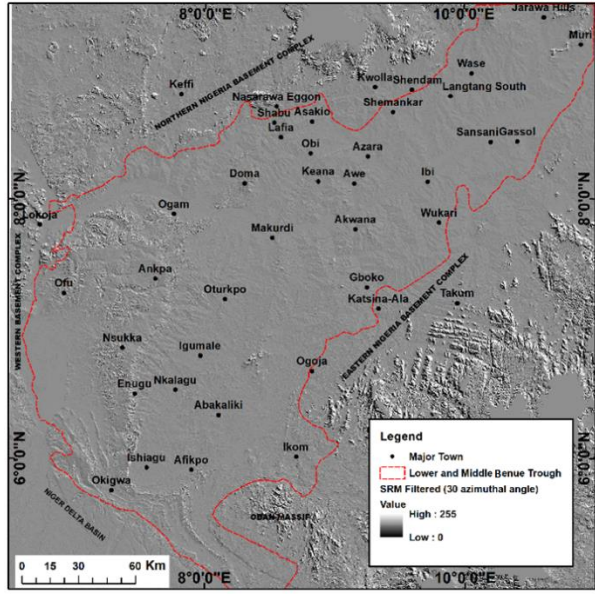 8°0'0"E
10°0'0"E
Jarawa Hills
Muri
Wase
Kwolla
Shendam
Langtang South
Keffi
NORTHERN NIGERIA BASEMENT COMPLEX
Nasarawa Eggon
Shemankar
Shabu
Asakio
Lafia
Sansani
Gassol
Obi
Azara
Doma
Keana
Awe
Ibi
8°0'0"N
8°0'0"N
Lokoja
Ogam
Wukari
Makurdi
Akwana
WESTERN BASEMENT COMPLEX
Ofu
Ankpa
Gboko
EASTERN NIGERIA BASEMENT COMPLEX
Oturkpo
Katsina-Ala
Takum
Nsukka
Igumale
Ogoja
Enugu
Nkalagu
Abakaliki
6°0'0"N
6°0'0"N
Ishiagu
Afikpo
Ikom
Okigwa
NIGER DELTA BASIN
OBAN MASSIF
Legend
Major Town
Lower and Middle Benue Trough
SRM Filtered (30 azimuthal angle)
Value
High : 255
Low : 0
0 15 30 60 Km
8°0'0"E
10°0'0"E